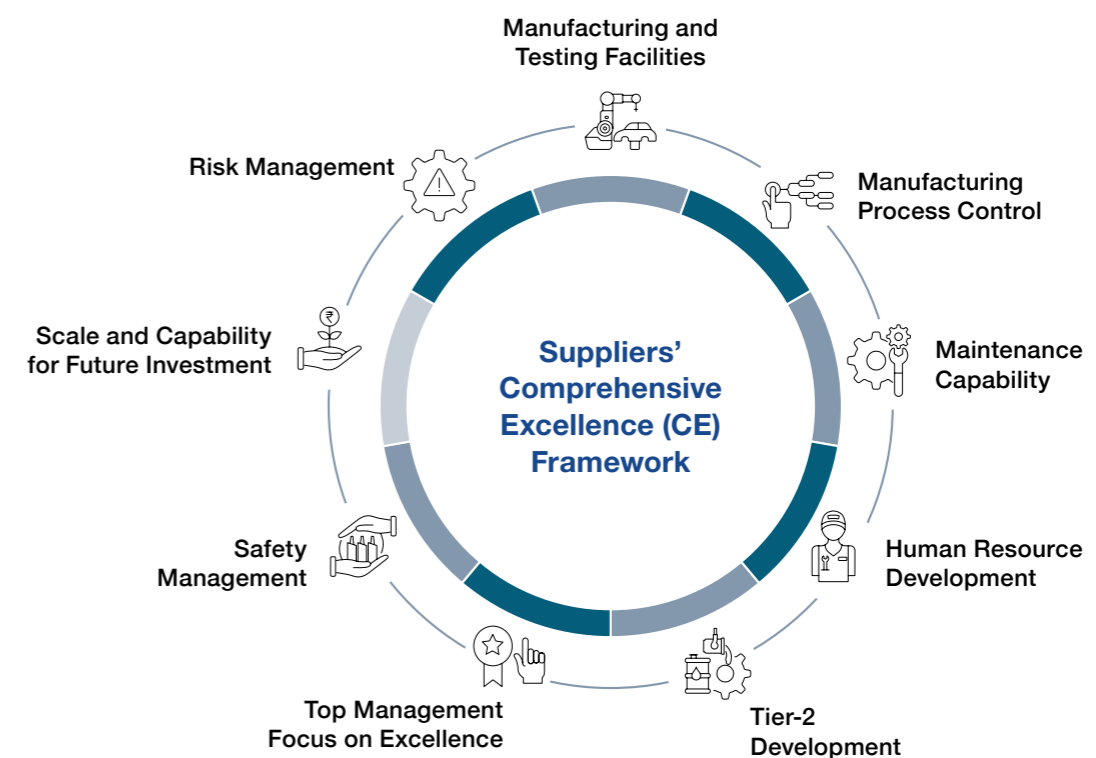 Manufacturing and
Testing Facilities
Risk Management
Manufacturing
Process Control
₹
Scale and Capability
for Future Investment
Suppliers’
Comprehensive
Excellence (CE)
Framework
Maintenance
Capability
Safety
Management
Human Resource
Development
Top Management
Focus on Excellence
Tier-2
Development